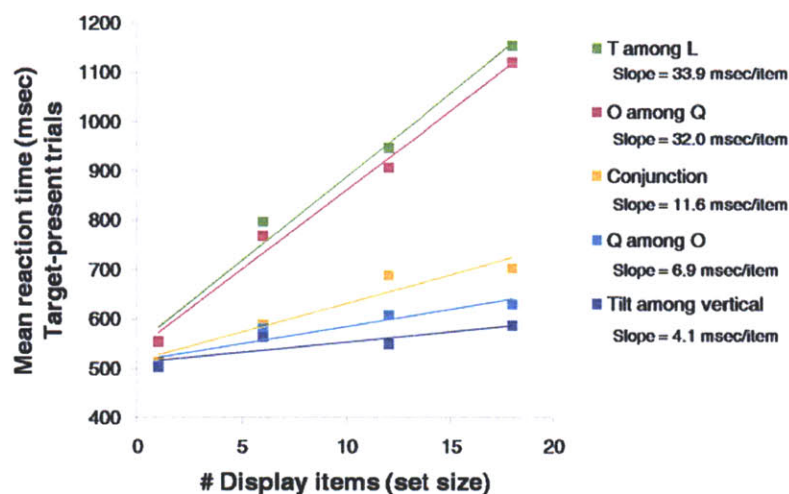 1200
1100
1000
900
800
700
600
500
400
0
5
10
15
20
Mean reaction time (msec)
Target-present trials
# Display items (set size)
T among L
Slope = 33.9 msec/item
O among Q
Slope = 32.0 msec/item
Conjunction
Slope = 11.6 msec/item
Q among O
Slope = 6.9 msec/item
Tilt among vertical
Slope = 4.1 msec/item